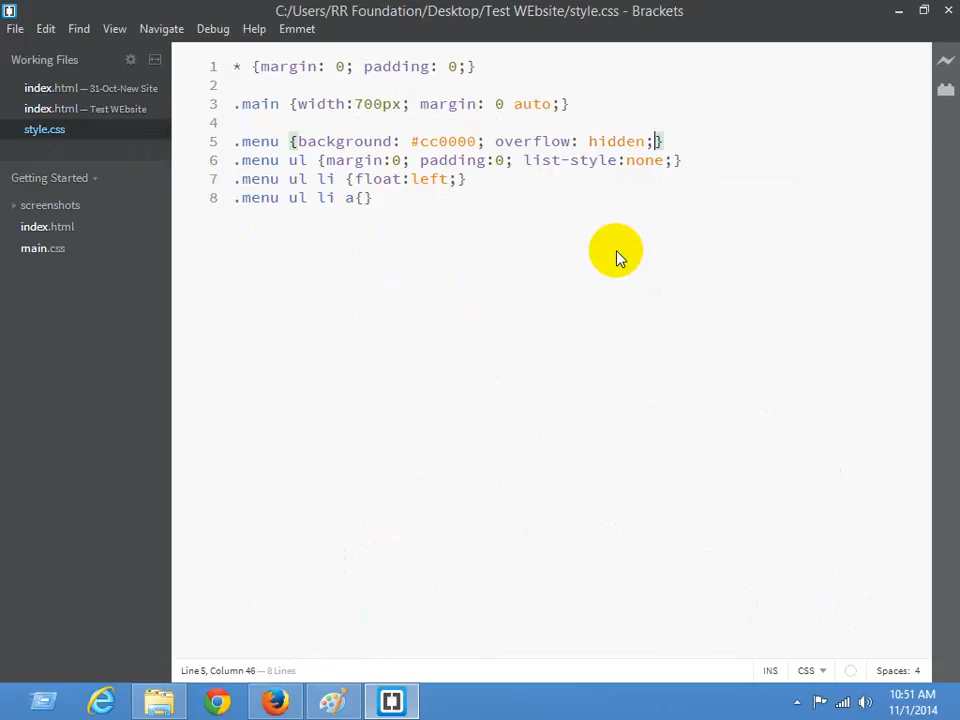 C:/Users/RR Foundation/Desktop/Test WEbsite/style.css - Brackets
File Edit Find View Navigate Debug Help Emmet
Working Files
index.html — 31-Oct-New Site
index.html — Test WEbsite
style.css
Getting Started
screenshots
index.html
main.css
1 * {margin: 0; padding: 0;}
2
3 .main {width:700px; margin: 0 auto;}
4
5 .menu {background: #cc0000; overflow: hidden;}
6 .menu ul {margin:0; padding:0; list-style:none;}
7 .menu ul li {float:left;}
8 .menu ul li a{}
Line 5, Column 46 — 8 Lines
INS CSS Spaces: 4
10:51 AM
11/1/2014